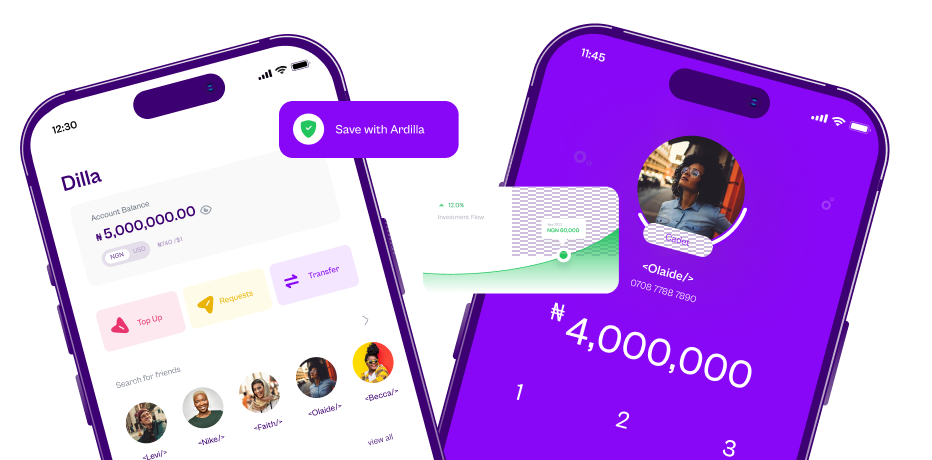 12:30
Dilla
Account Balance
₦5,000,000.00
NGN USD
₦740 /$1
Top Up
Requests
Transfer
Search for friends
<Levi/>
<Nike/>
<Faith/>
<Olaide/>
<Becca/>
view all
Save with Ardilla
12.0%
Investment Flow
NGN 60,000
11:45
Cadet
<Olaide/>
0708 7788 7890
₦4,000,000
1
2
3